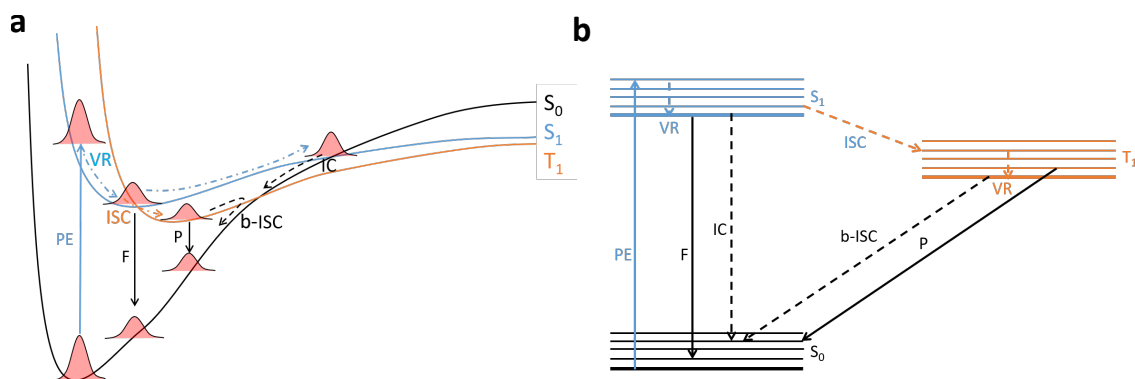 a
b
S0
S1
T1
VR
IC
ISC
b-ISC
PE
F
P
S1
VR
ISC
T1
VR
b-ISC
IC
P
PE
F
S0